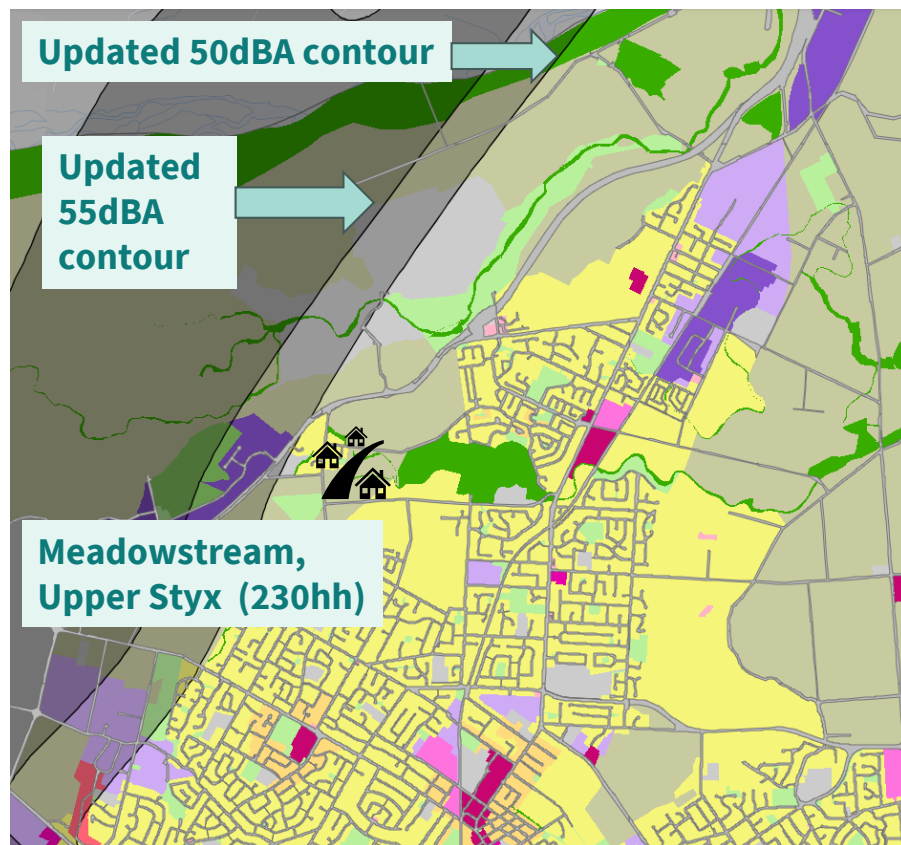 Updated 50dBA contour
Updated
55dBA
contour
Meadowstream,
Upper Styx (230hh)